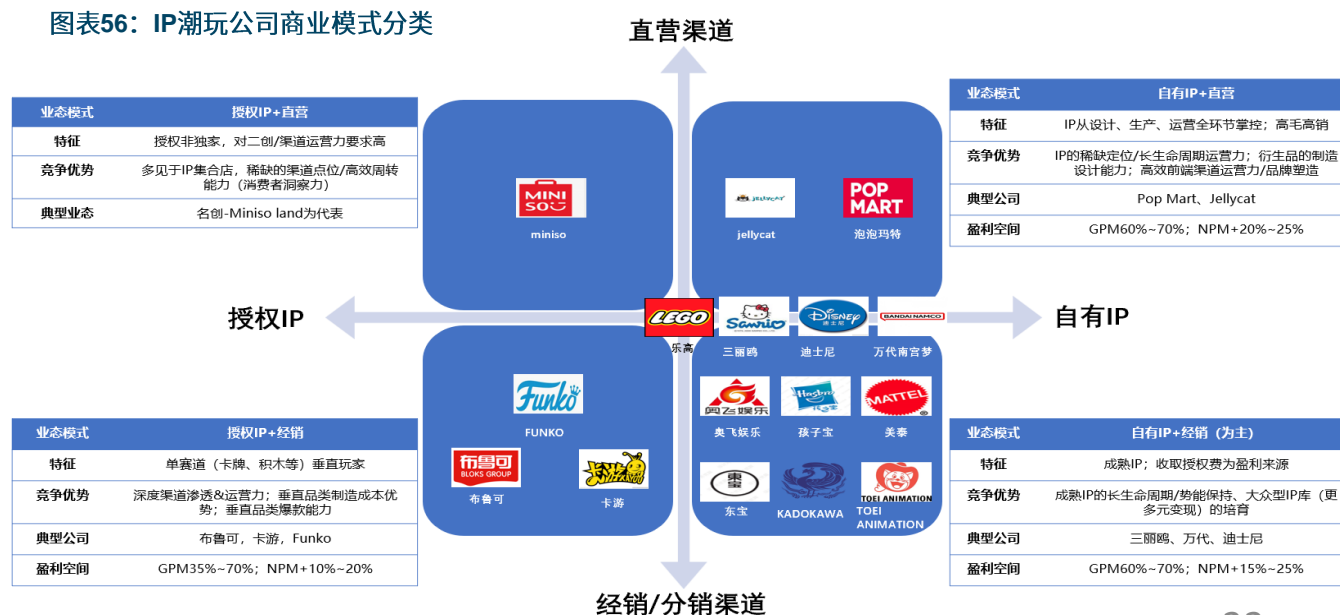 图表56：IP潮玩公司商业模式分类
直营渠道
业态模式 授权IP+直营
特征 授权非独家，对二创/渠道运营力要求高
竞争优势 多见于IP集合店，稀缺的渠道点位/高效周转
能力（消费者洞察力）
典型业态 名创-Miniso land为代表
MINI
SO
miniso
JELLYCAT
jellycat
POP
MART
泡泡玛特
业态模式 自有IP+直营
特征 IP从设计、生产、运营全环节掌控；高毛高销
竞争优势 IP的稀缺定位/长生命周期运营力；衍生品的制造
设计能力；高效前端渠道运营力/品牌塑造
典型公司 Pop Mart、Jellycat
盈利空间 GPM60%~70%；NPM+20%~25%
授权IP
自有IP
LEGO
乐高
Sanrio
三丽鸥
Disney
迪士尼
迪士尼
BANDAI NAMCO
万代南宫梦
Funko
FUNKO
布鲁可
BLOKS GROUP
布鲁可
卡游
卡游
奥飞娱乐
奥飞娱乐
Hasbro
孩子宝
孩子宝
MATTEL
®
美泰
東宝
东宝
KADOKAWA
TOEI ANIMATION
TOEI
ANIMATION
业态模式 授权IP+经销
特征 单赛道（卡牌、积木等）垂直玩家
竞争优势 深度渠道渗透&运营力；垂直品类制造成本优
势；垂直品类爆款能力
典型公司 布鲁可，卡游，Funko
盈利空间 GPM35%~70%；NPM+10%~20%
业态模式 自有IP+经销（为主）
特征 成熟IP；收取授权费为盈利来源
竞争优势 成熟IP的长生命周期/势能保持、大众型IP库（更
多元变现）的培育
典型公司 三丽鸥、万代、迪士尼
盈利空间 GPM60%~70%；NPM+15%~25%
经销/分销渠道